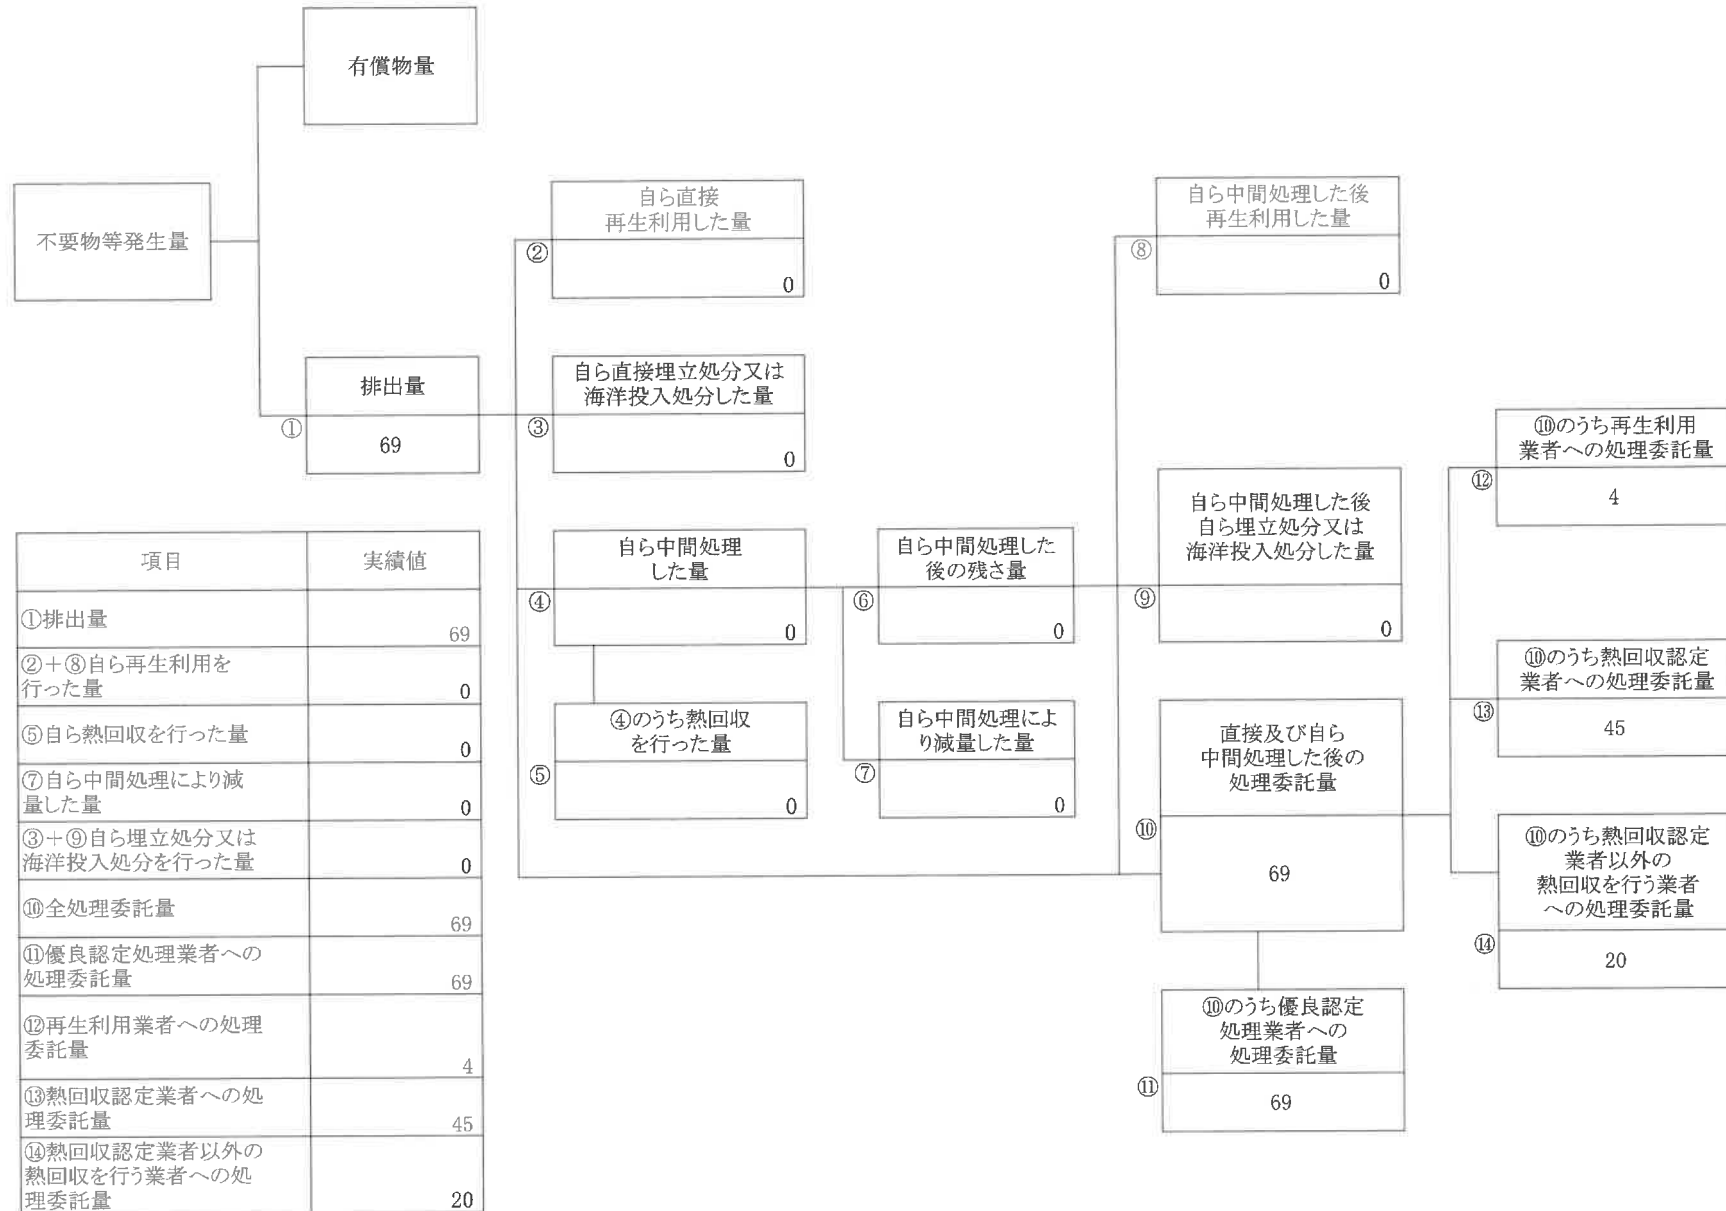 有償物量
不要物等発生量
排出量
①
69
自ら直接
再生利用した量
②
0
自ら直接埋立処分又は
海洋投入処分した量
③
0
自ら中間処理
した量
④
0
④のうち熱回収
を行った量
⑤
0
自ら中間処理した
後の残さ量
⑥
0
自ら中間処理によ
り減量した量
⑦
0
自ら中間処理した後
再生利用した量
⑧
0
自ら中間処理した後
自ら埋立処分又は
海洋投入処分した量
⑨
0
直接及び自ら
中間処理した後の
処理委託量
⑩
69
⑩のうち優良認定
処理業者への
処理委託量
⑪
69
⑩のうち再生利用
業者への処理委託量
⑫
4
⑩のうち熱回収認定
業者への処理委託量
⑬
45
⑩のうち熱回収認定
業者以外の
熱回収を行う業者
への処理委託量
⑭
20
項目 実績値
①排出量 69
②+⑧自ら再生利用を
行った量 0
⑤自ら熱回収を行った量 0
⑦自ら中間処理により減
量した量 0
③+⑨自ら埋立処分又は
海洋投入処分を行った量 0
⑩全処理委託量 69
⑪優良認定処理業者への
処理委託量 69
⑫再生利用業者への処理
委託量 4
⑬熱回収認定業者への処
理委託量 45
⑭熱回収認定業者以外の
熱回収を行う業者への処
理委託量 20